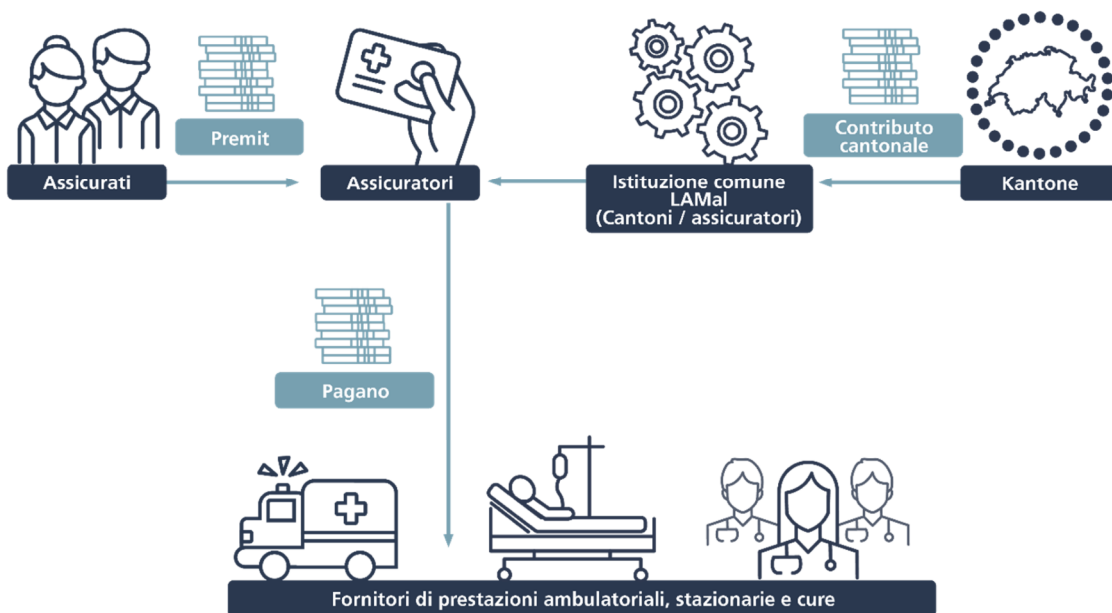 Premit
Contributo
cantonale
Assicurati
Assicuratori
Istituzione comune
LAMal
(Cantoni / assicuratori)
Kantone
Pagano
Fornitori di prestazioni ambulatoriali, stazionarie e cure